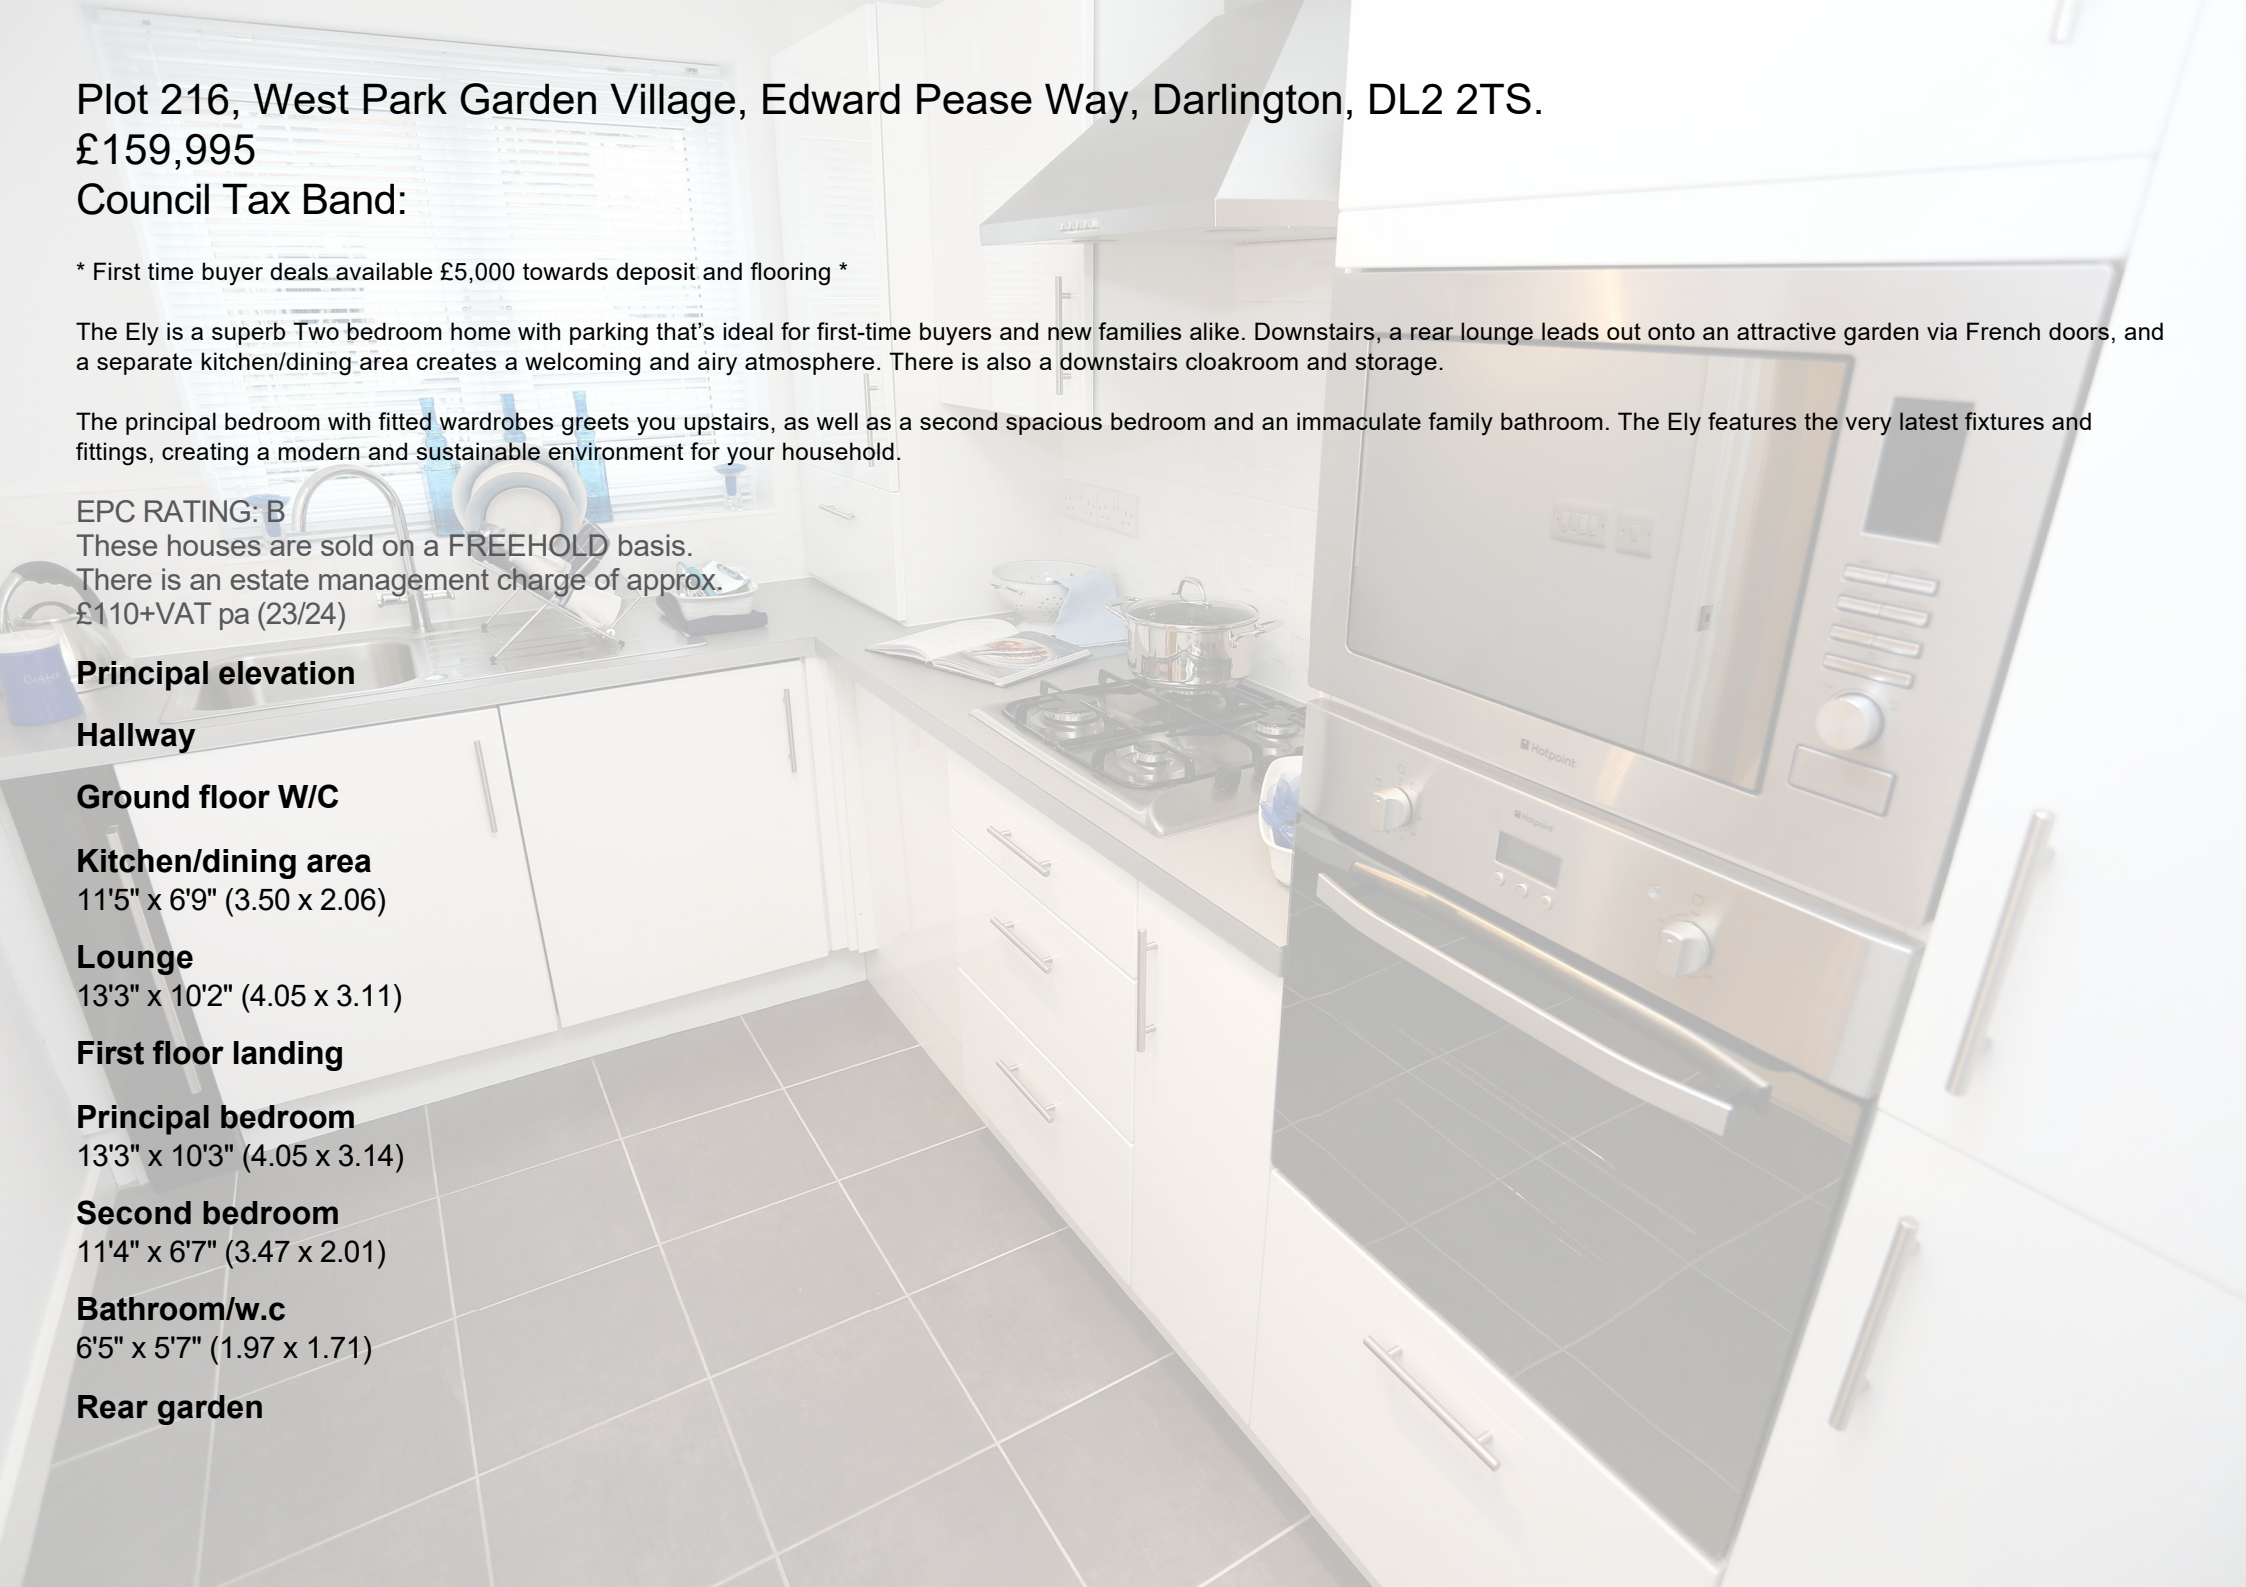 Plot 216, West Park Garden Village, Edward Pease Way, Darlington, DL2 2TS.
£159,995
Council Tax Band:
* First time buyer deals available £5,000 towards deposit and flooring *
The Ely is a superb Two bedroom home with parking that’s ideal for first-time buyers and new families alike. Downstairs, a rear lounge leads out onto an attractive garden via French doors, and
a separate kitchen/dining area creates a welcoming and airy atmosphere. There is also a downstairs cloakroom and storage.
The principal bedroom with fitted wardrobes greets you upstairs, as well as a second spacious bedroom and an immaculate family bathroom. The Ely features the very latest fixtures and
fittings, creating a modern and sustainable environment for your household.
EPC RATING: B
These houses are sold on a FREEHOLD basis.
There is an estate management charge of approx.
£110+VAT pa (23/24)
Coffee
Principal elevation
Hallway
Hotpoint
Ground floor W/C
Hotpoint
Kitchen/dining area
11'5" x 6'9" (3.50 x 2.06)
Lounge
13'3" x 10'2" (4.05 x 3.11)
First floor landing
Principal bedroom
13'3" x 10'3" (4.05 x 3.14)
Second bedroom
11'4" x 6'7" (3.47 x 2.01)
Bathroom/w.c
6'5" x 5'7" (1.97 x 1.71)
Rear garden